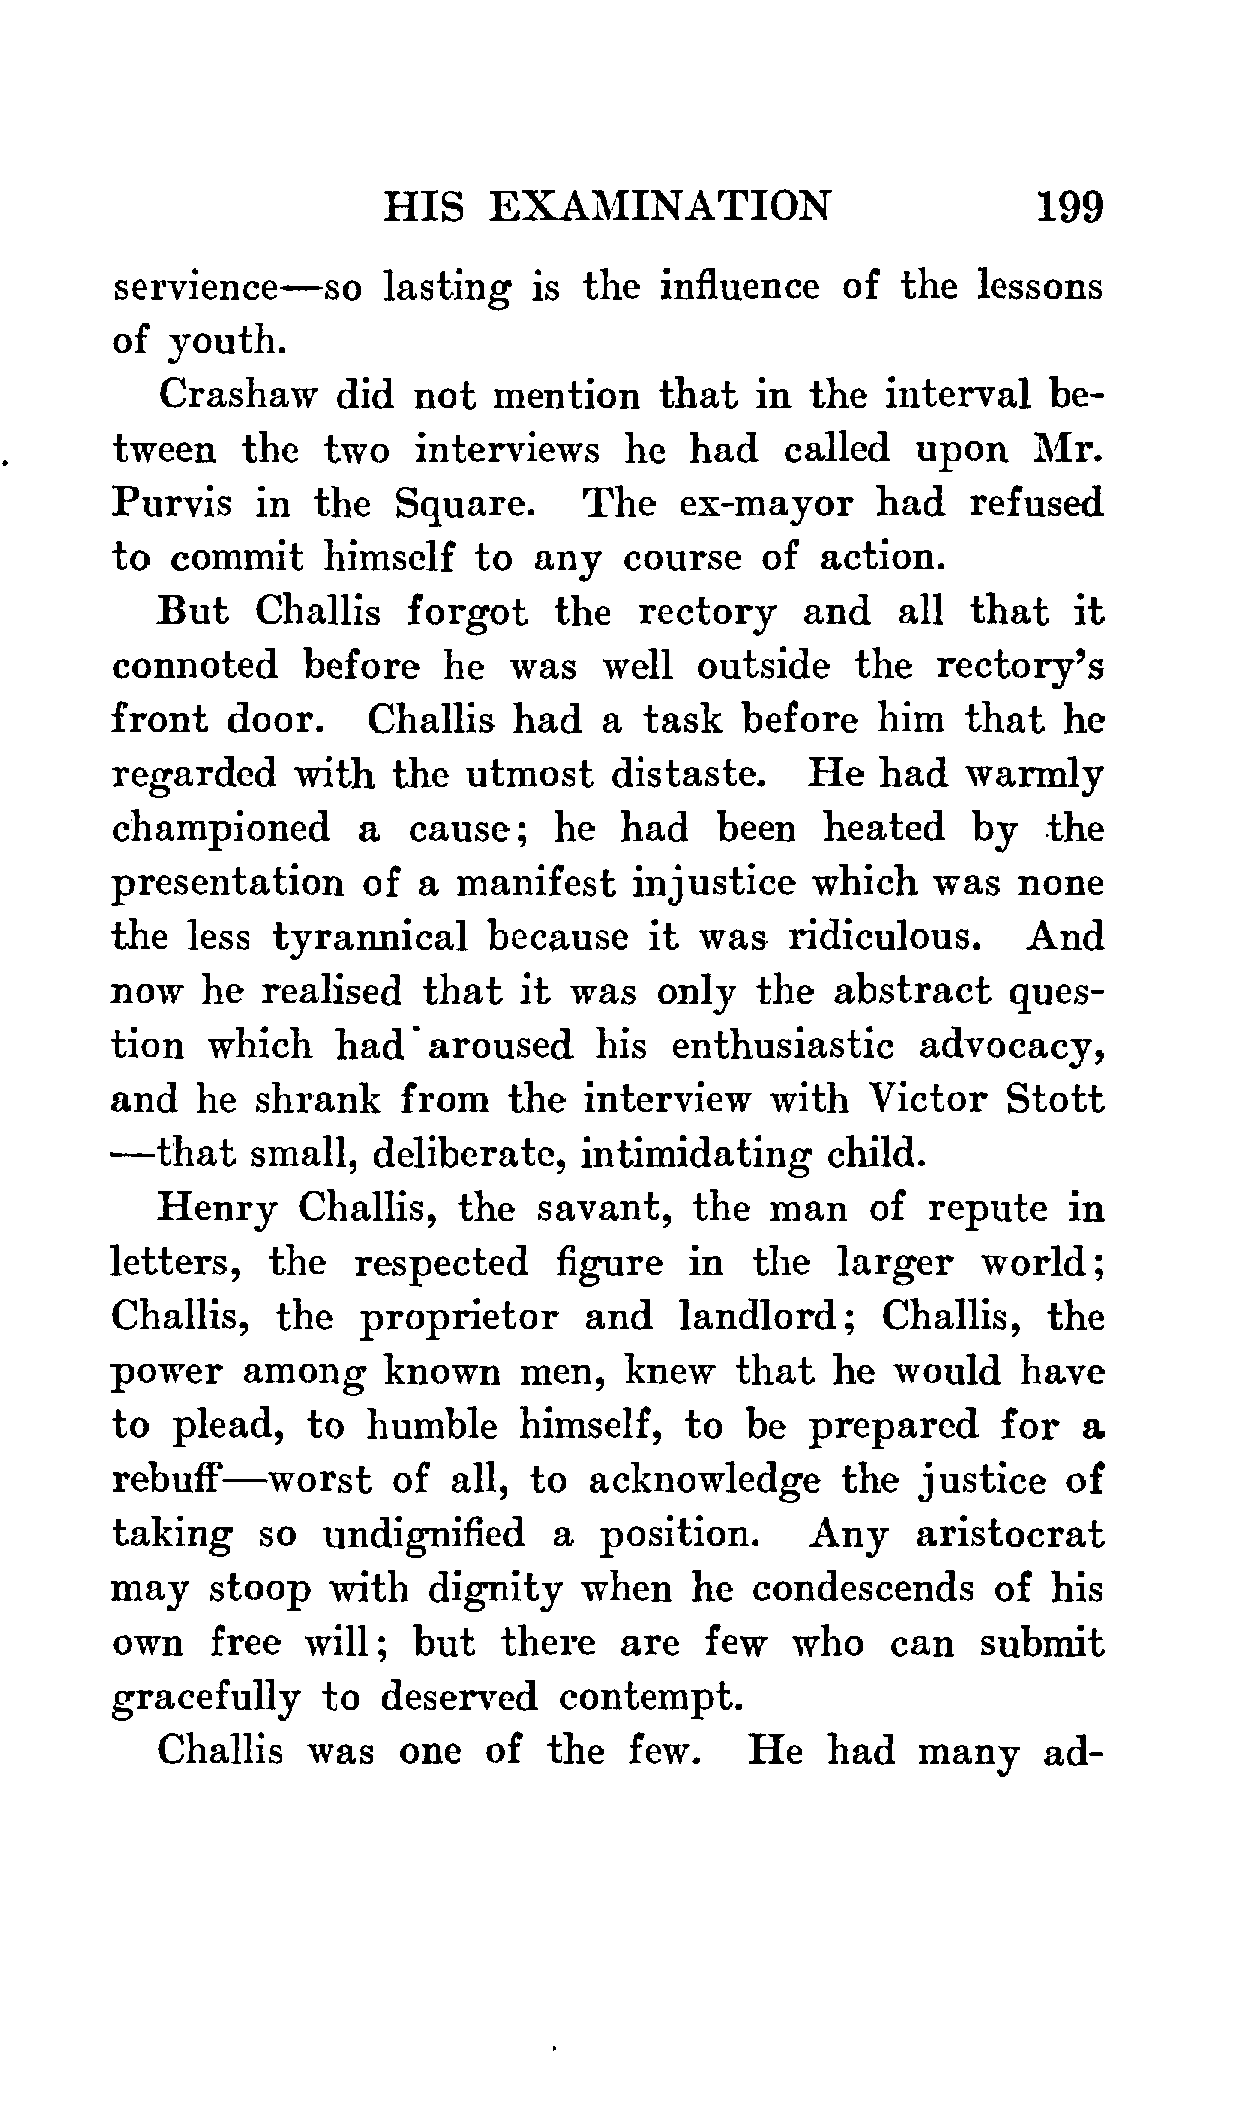 HIS EXAMINATION 199
servience—so lasting is the influence of the lessons
of youth.
Crashaw did not mention that in the interval be-
tween the two interviews he had called upon Mr.
Purvis in the Square. The ex-mayor had refused
to commit himself to any course of action.
But Challis forgot the rectory and all that it
connoted before he was well outside the rectory's
front door. Challis had a task before him that he
regarded with the utmost distaste. He had warmly
championed a cause; he had been heated by the
presentation of a manifest injustice which was none
the less tyrannical because it was ridiculous. And
now he realised that it was only the abstract ques-
tion which had aroused his enthusiastic advocacy,
and he shrank from the interview with Victor Stott
—that small, deliberate, intimidating child.
Henry Challis, the savant, the man of repute in
letters, the respected figure in the larger world;
Challis, the proprietor and landlord; Challis, the
power among known men, knew that he would have
to plead, to humble himself, to be prepared for a
rebuff—worst of all, to acknowledge the justice of
taking so undignified a position. Any aristocrat
may stoop with dignity when he condescends of his
own free will; but there are few who can submit
gracefully to deserved contempt.
Challis was one of the few. He had many ad-